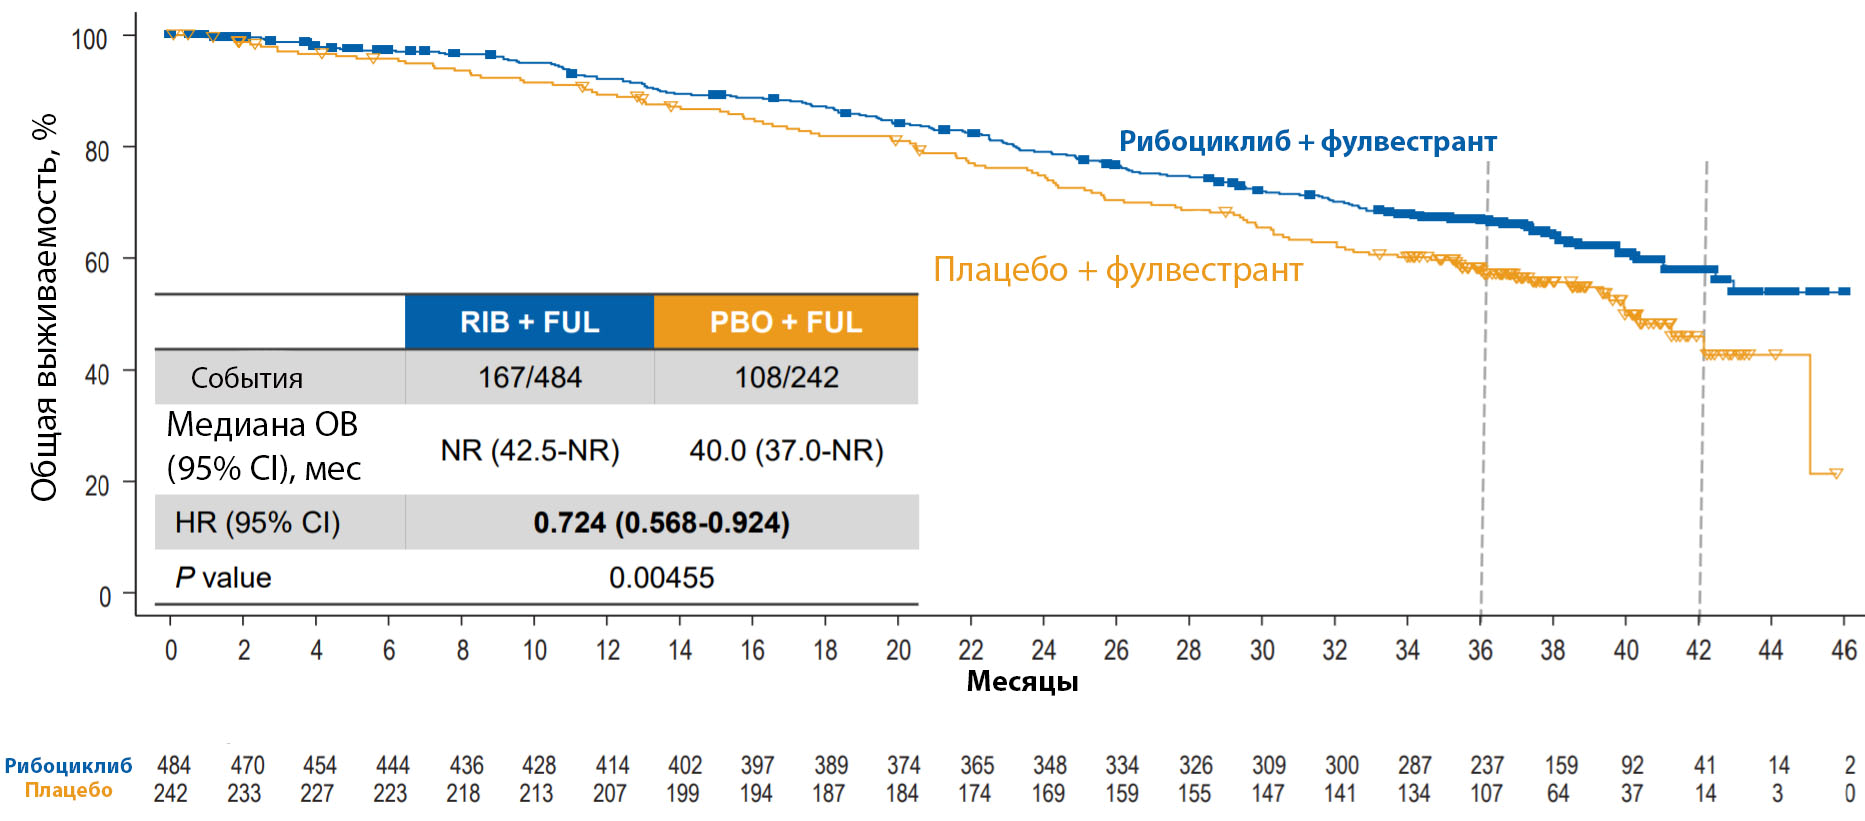 Общая выживаемость, %
100
80
60
40
20
0
Рибоциклиб + фулвестрант
Плацебо + фулвестрант
RIB + FUL PBO + FUL
События 167/484 108/242
Медиана ОВ
(95% CI), мес NR (42.5-NR) 40.0 (37.0-NR)
HR (95% CI) 0.724 (0.568-0.924)
P value 0.00455
0 2 4 6 8 10 12 14 16 18 20 22 24 26 28 30 32 34 36 38 40 42 44 46
Месяцы
Рибоциклиб 484 470 454 444 436 428 414 402 397 389 374 365 348 334 326 309 300 287 237 159 92 41 14 2
Плацебо 242 233 227 223 218 213 207 199 194 187 184 174 169 159 155 147 141 134 107 64 37 14 3 0